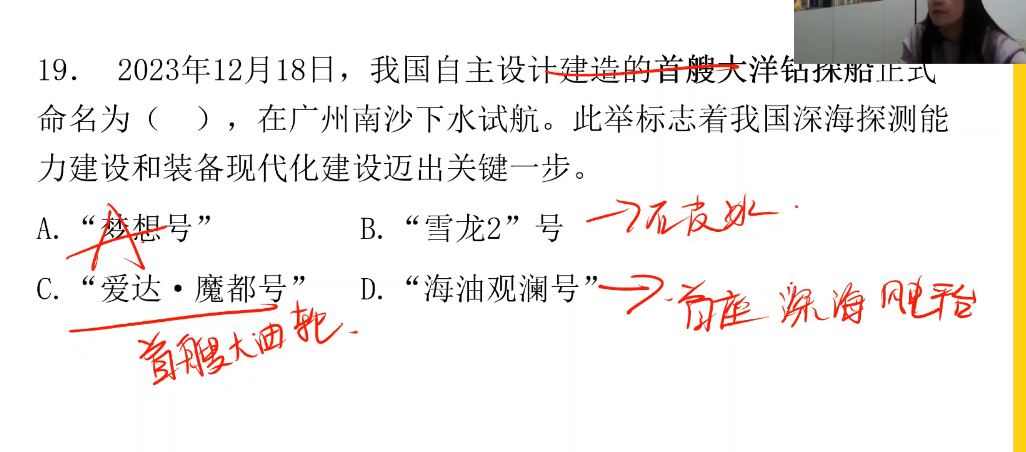 19. 2023年12月18日，我国自主设计建造的首艘大洋钻探船正式
命名为（ ），在广州南沙下水试航。此举标志着我国深海探测能
力建设和装备现代化建设迈出关键一步。
A.“梦想号” B.“雪龙2”号 →破冰
A
C.“爱达·魔都号” D.“海油观澜号” → 首座 深海 平台
首艘大油轮.